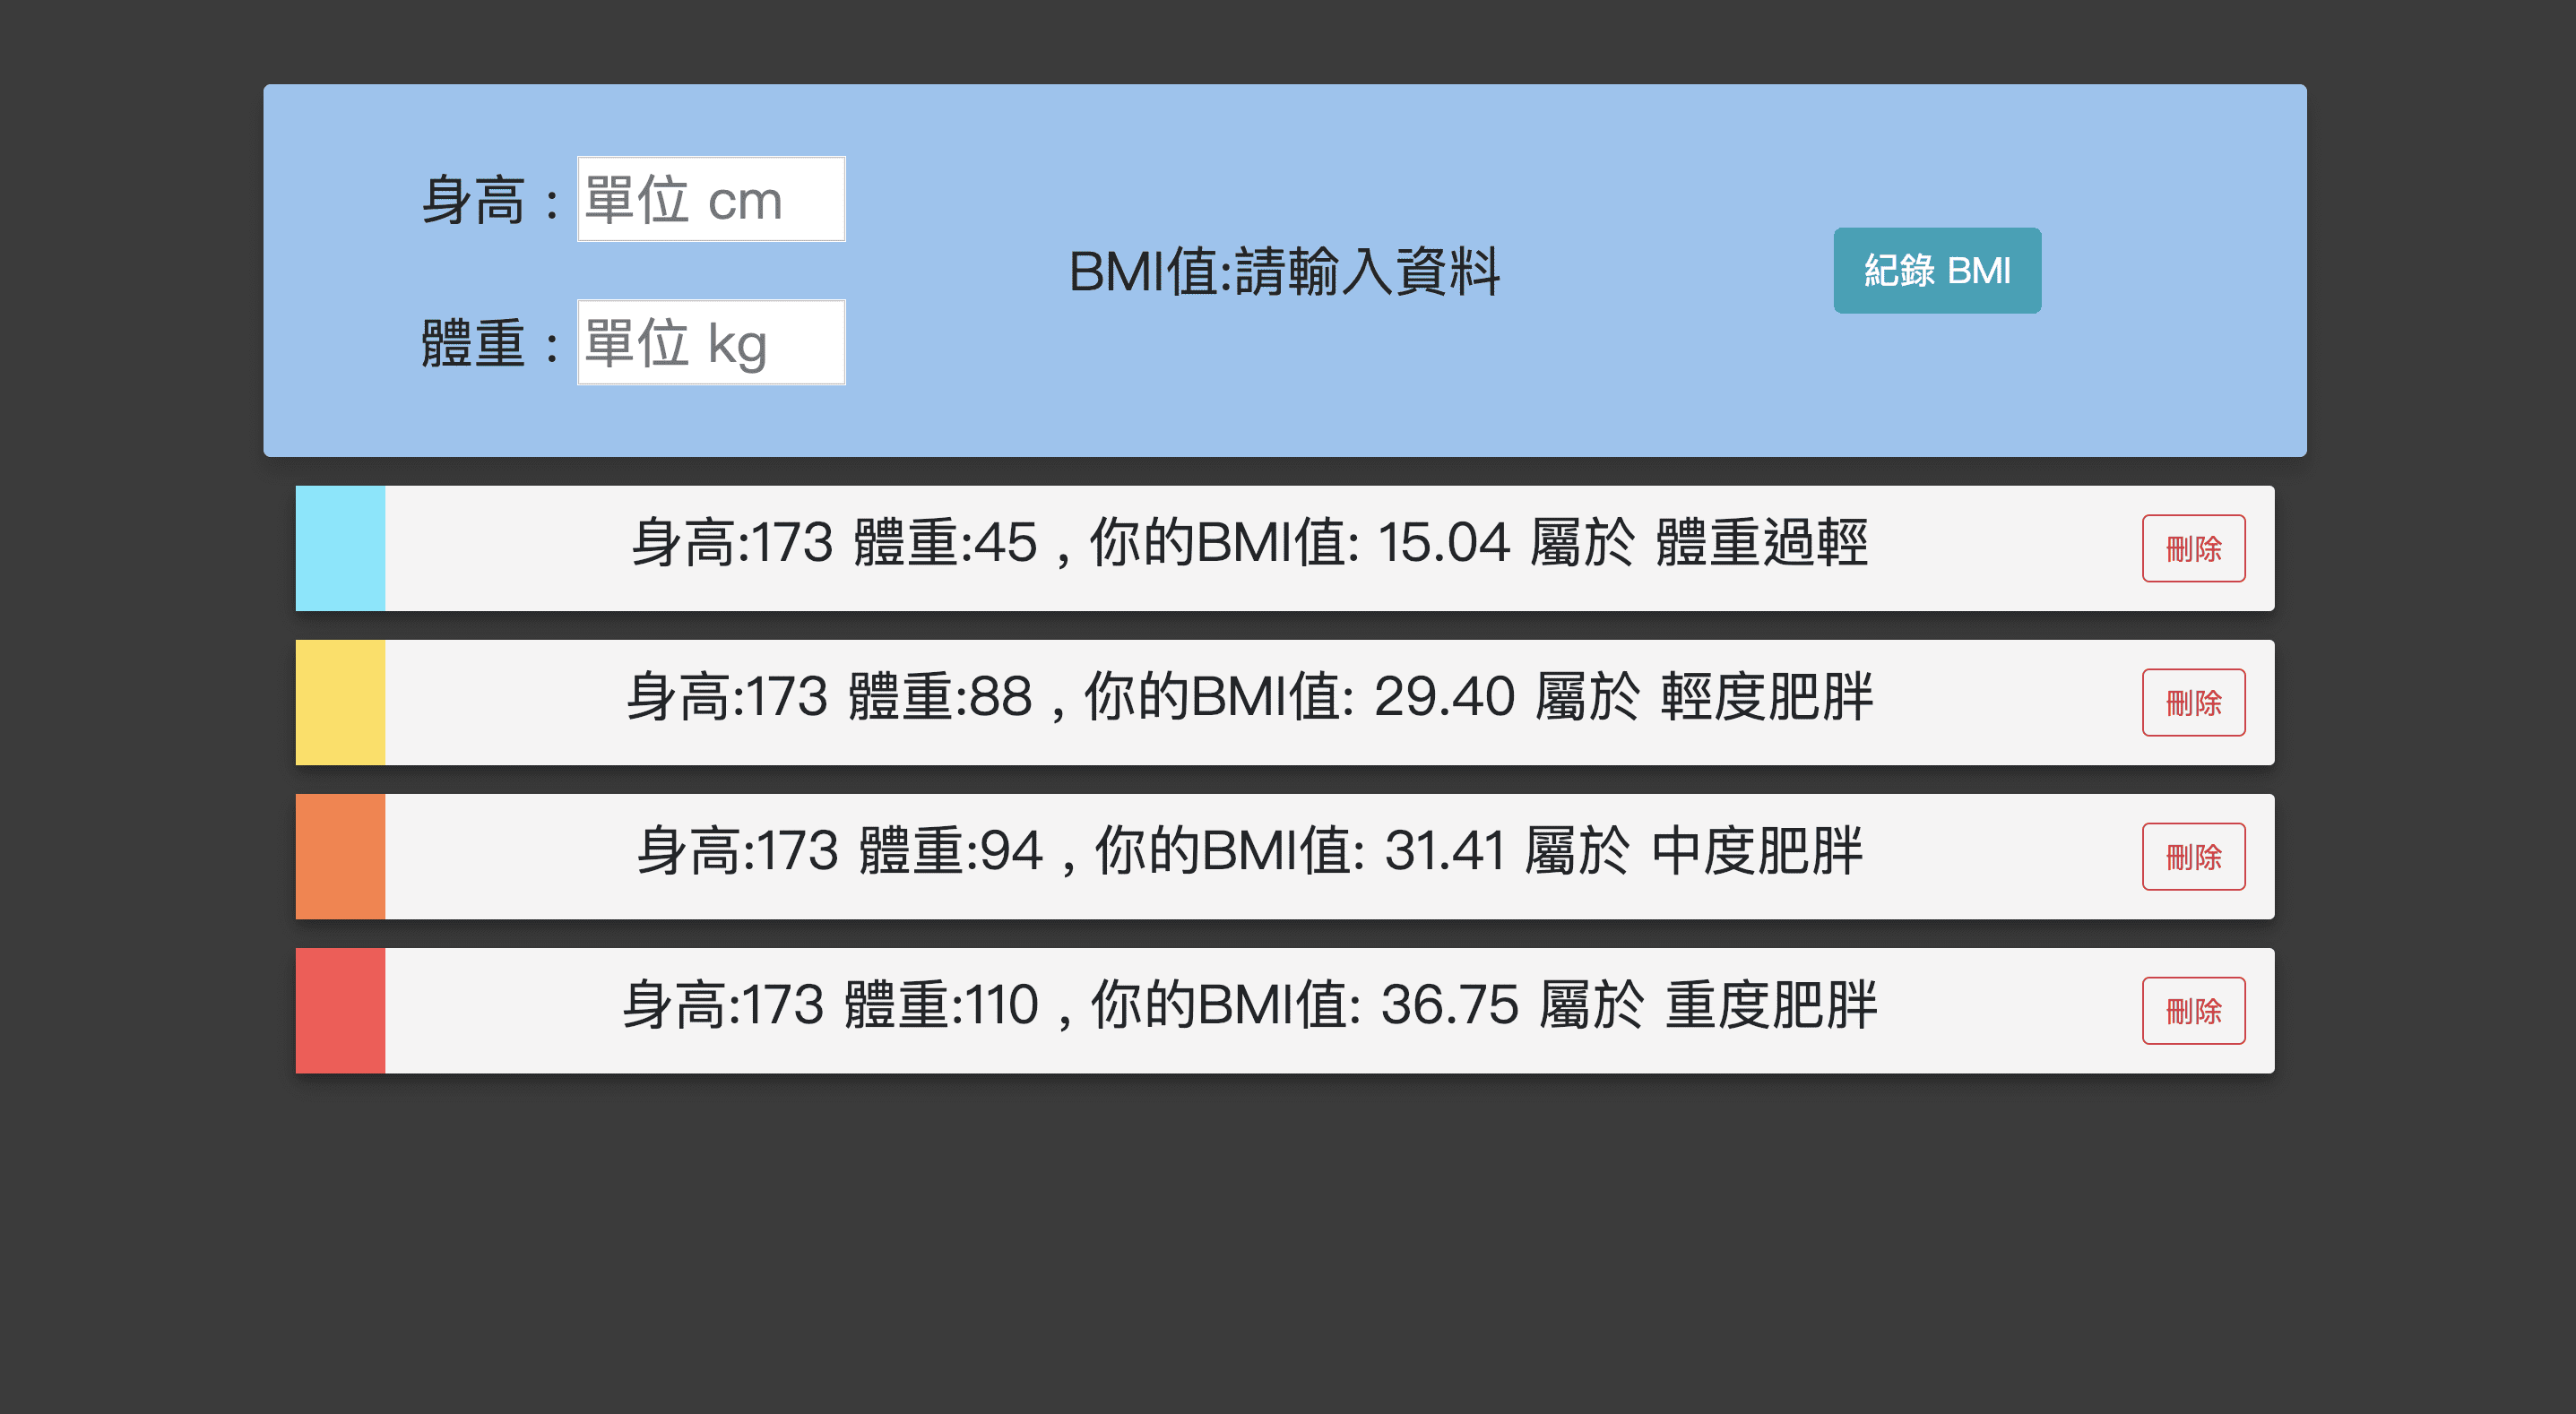 身高 : 單位 cm
體重 : 單位 kg
BMI值:請輸入資料
紀錄 BMI
身高:173 體重:45 , 你的BMI值: 15.04 屬於 體重過輕 刪除
身高:173 體重:88 , 你的BMI值: 29.40 屬於 輕度肥胖 刪除
身高:173 體重:94 , 你的BMI值: 31.41 屬於 中度肥胖 刪除
身高:173 體重:110 , 你的BMI值: 36.75 屬於 重度肥胖 刪除